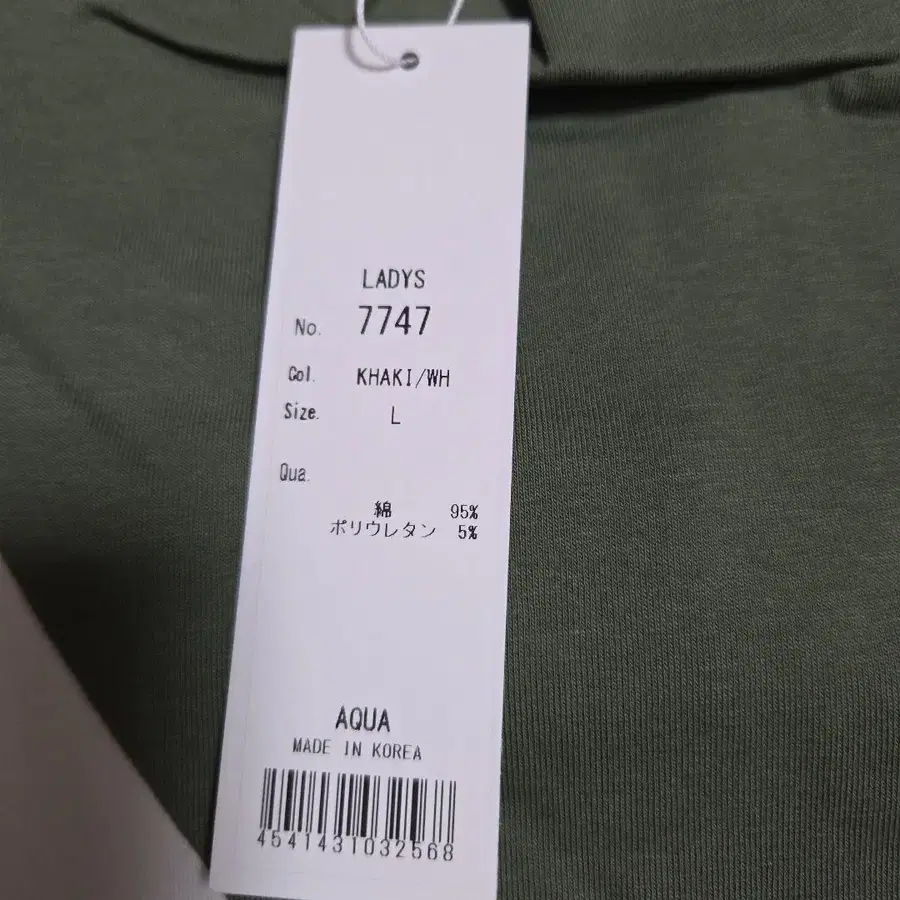 LADYS
No. 7747
Col. KHAKI/WH
Size. L
Qua.
綿 95%
ポリウレタン 5%
AQUA
MADE IN KOREA
4541431032568